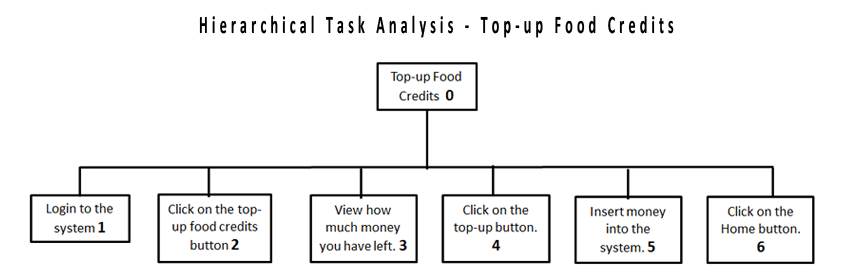 Hierarchical Task Analysis - Top-up Food Credits
Top-up Food
Credits 0
Login to the
system 1
Click on the top-
up food credits
button 2
View how
much money
you have left. 3
Click on the
top-up button.
4
Insert money
into the
system. 5
Click on the
Home button.
6